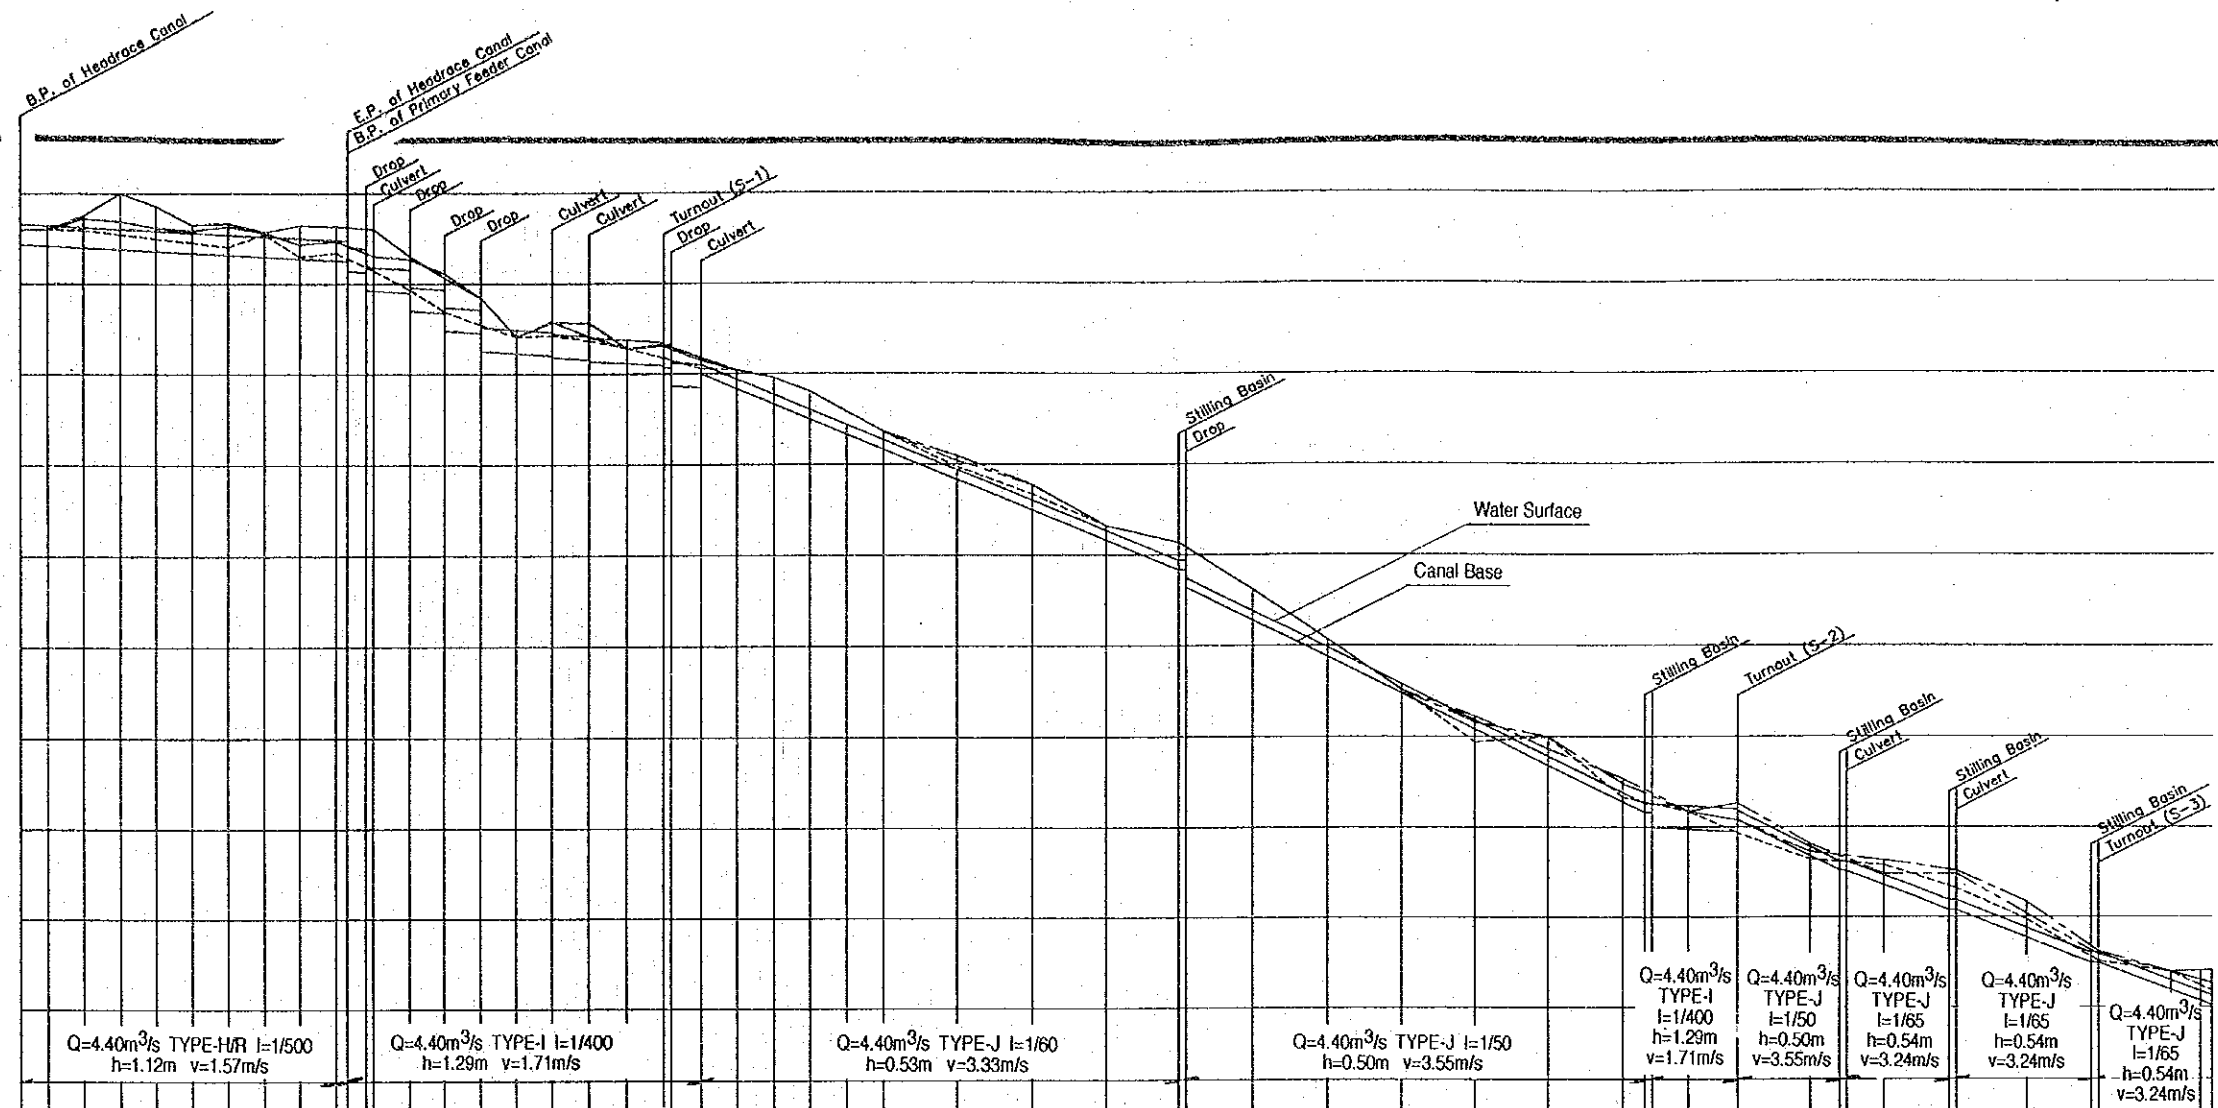 B.P. of Headrace Canal
E.P. of Headrace Canal
B.P. of Primary Feeder Canal
Drop
Culvert
Drop
Drop
Drop
Culvert
Culvert
Turnout (S-1)
Drop
Culvert
Stilling Basin
Drop
Water Surface
Canal Base
Stilling Basin
Turnout (S-2)
Stilling Basin
Culvert
Stilling Basin
Culvert
Stilling Basin
Turnout (S-3)
Q=4.40m³/s TYPE-H/R I=1/500
h=1.12m v=1.57m/s
Q=4.40m³/s TYPE-I I=1/400
h=1.29m v=1.71m/s
Q=4.40m³/s TYPE-J I=1/60
h=0.53m v=3.33m/s
Q=4.40m³/s TYPE-J I=1/50
h=0.50m v=3.55m/s
Q=4.40m³/s
TYPE-I
I=1/400
h=1.29m
v=1.71m/s
Q=4.40m³/s
TYPE-J
I=1/50
h=0.50m
v=3.55m/s
Q=4.40m³/s
TYPE-J
I=1/65
h=0.54m
v=3.24m/s
Q=4.40m³/s
TYPE-J
I=1/65
h=0.54m
v=3.24m/s
Q=4.40m³/s
TYPE-J
I=1/65
h=0.54m
v=3.24m/s